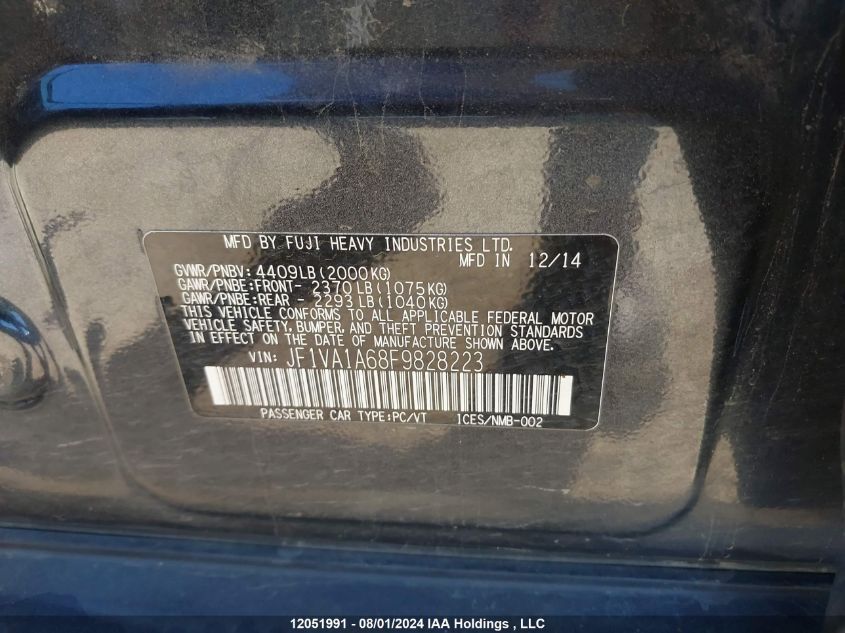 MFD BY FUJI HEAVY INDUSTRIES LTD.
MFD IN 12/14
GVWR/PNBV: 4409LB (2000KG)
GAWR/PNBE:FRONT- 2370LB (1075KG)
GAWR/PNBE:REAR - 2293LB (1040KG)
THIS VEHICLE CONFORMS TO ALL APPLICABLE FEDERAL MOTOR
VEHICLE SAFETY, BUMPER, AND THEFT PREVENTION STANDARDS
IN EFFECT ON THE DATE OF MANUFACTURE SHOWN ABOVE.
VIN: JF1VA1A68F9828223
PASSENGER CAR TYPE:PC/VT 1CES/NMB-002
12051991 - 08/01/2024 IAA Holdings , LLC